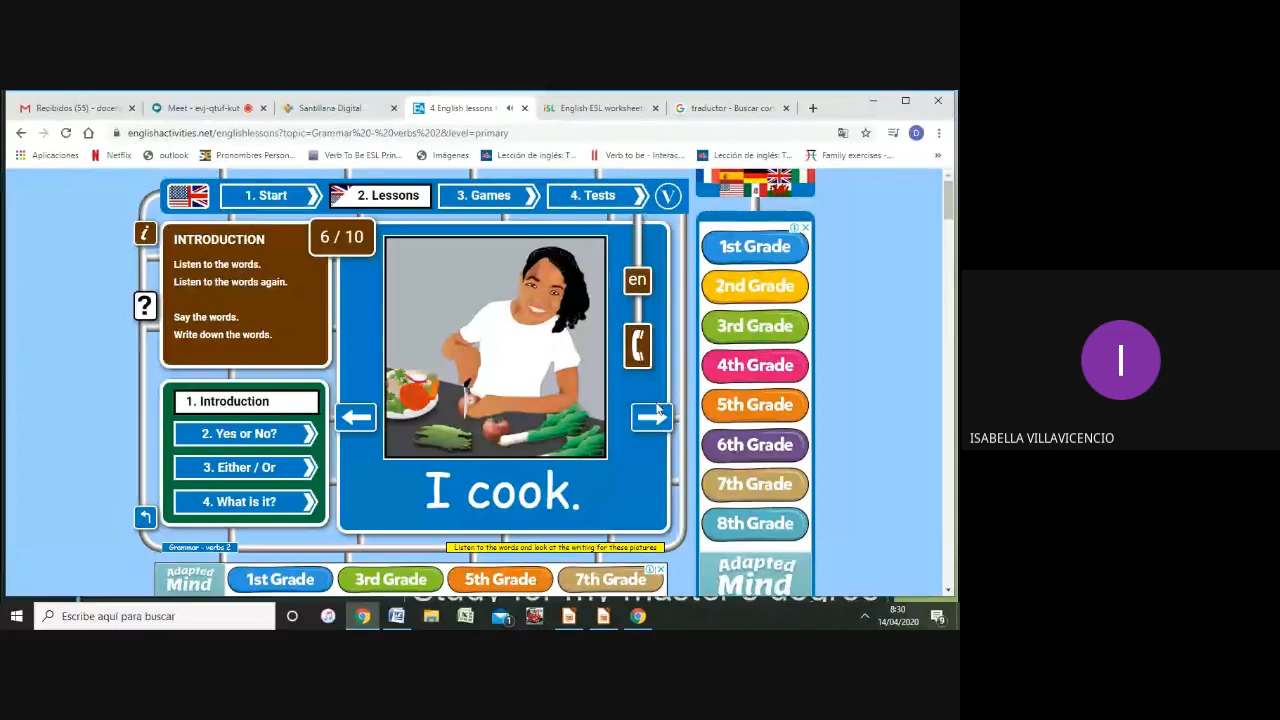 Recibidos (55) - doce
Meet - evj-qtuf-kut
Santillana Digital
4 English lessons
English ESL worksheet
traductor - Buscar con
englishactivities.net/englishlessons?topic=Grammar%20-%20verbs%202&level=primary
D
Aplicaciones
Netflix
outlook
Pronombres Person...
Verb To Be ESL Prin...
Imágenes
Lección de inglés: T...
Verb to be - Interac...
Lección de inglés: T...
Family exercises -...
»
1. Start
2. Lessons
3. Games
4. Tests
V
i
?
INTRODUCTION
Listen to the words.
Listen to the words again.
Say the words.
Write down the words.
6 / 10
en
1. Introduction
2. Yes or No?
3. Either / Or
4. What is it?
I cook.
Grammar - verbs 2
Listen to the words and look at the writing for these pictures
1st Grade
2nd Grade
3rd Grade
4th Grade
5th Grade
6th Grade
7th Grade
8th Grade
Adapted
Mind
Adapted
Mind
1st Grade
3rd Grade
5th Grade
7th Grade
Escribe aquí para buscar
8:30
14/04/2020
I
ISABELLA VILLAVICENCIO